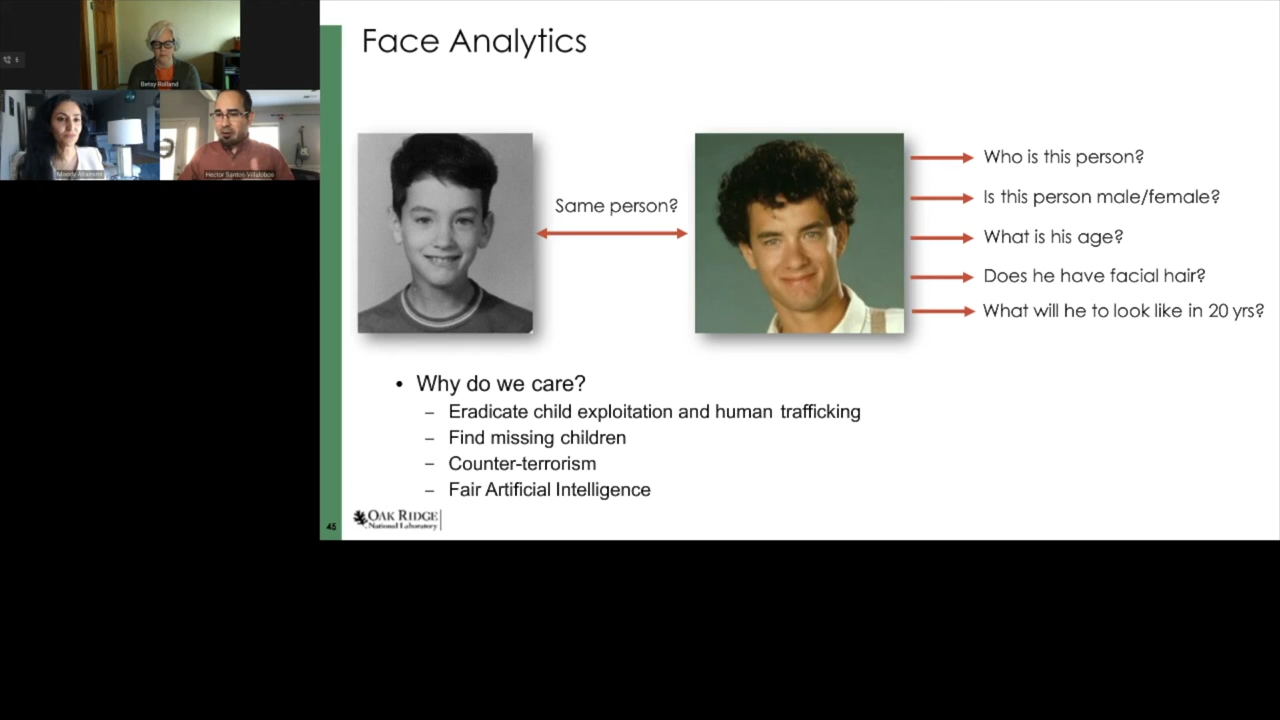 6
Betsy Rolland
Hector Santos-Villalobos
Face Analytics
Same person?
Who is this person?
Is this person male/female?
What is his age?
Does he have facial hair?
What will he to look like in 20 yrs?
• Why do we care?
– Eradicate child exploitation and human trafficking
– Find missing children
– Counter-terrorism
– Fair Artificial Intelligence
45
OAK RIDGE
National Laboratory